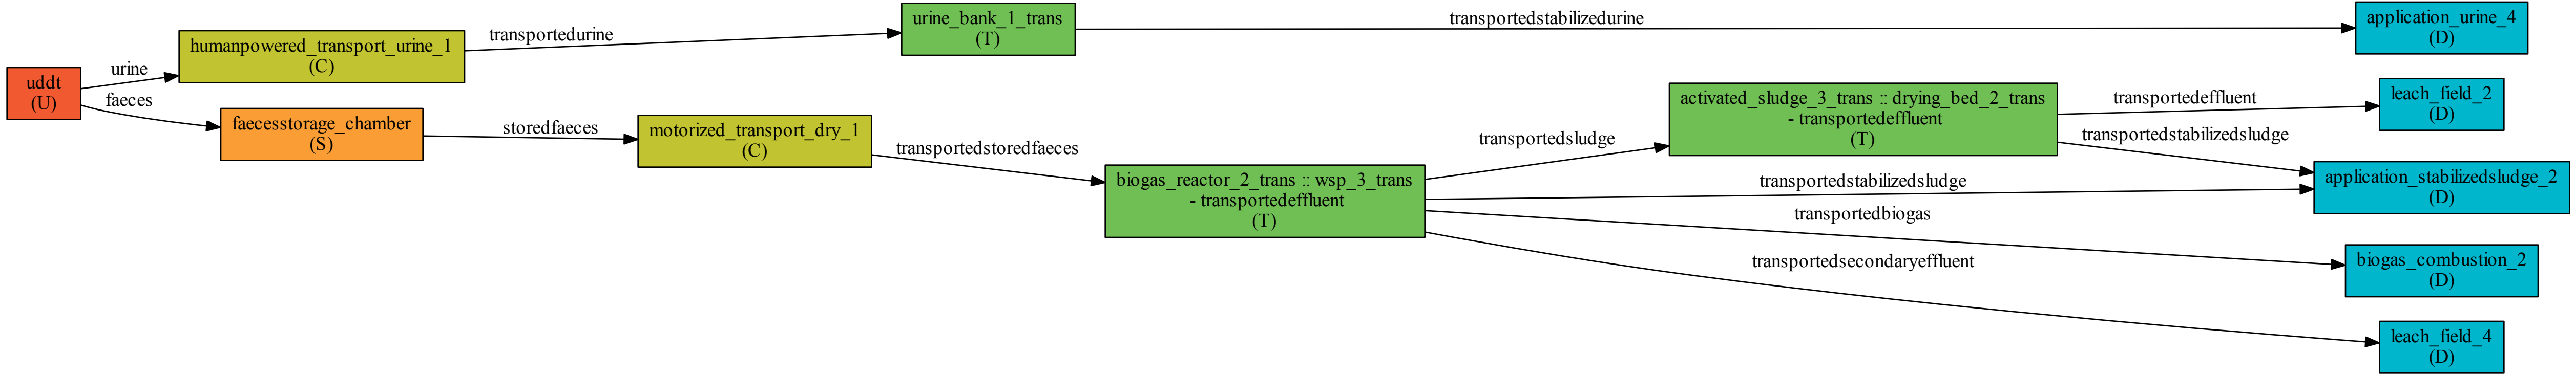 uddt
(U)
urine
faeces
humanpowered_transport_urine_1
(C)
faecesstorage_chamber
(S)
transportedurine
storedfaeces
motorized_transport_dry_1
(C)
urine_bank_1_trans
(T)
transportedstoredfaeces
biogas_reactor_2_trans :: wsp_3_trans
- transportedeffluent
(T)
transportedstabilizedurine
transportedsludge
activated_sludge_3_trans :: drying_bed_2_trans
- transportedeffluent
(T)
transportedstabilizedsludge
transportedbiogas
transportedsecondaryeffluent
transportedeffluent
transportedstabilizedsludge
application_urine_4
(D)
leach_field_2
(D)
application_stabilizedsludge_2
(D)
biogas_combustion_2
(D)
leach_field_4
(D)